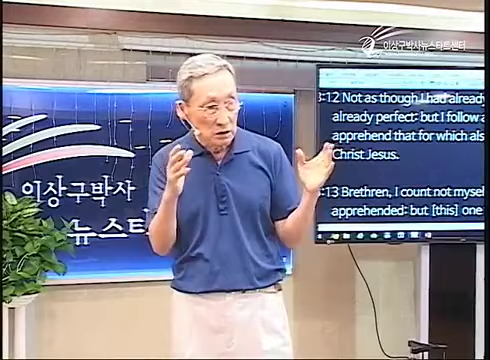 이상구박사뉴스타트센터
3:12 Not as though I had already
already perfect: but I follow a
apprehend that for which als
Christ Jesus.
:13 Brethren, I count not myse
apprehended: but [this] one
이상구박사
뉴스타